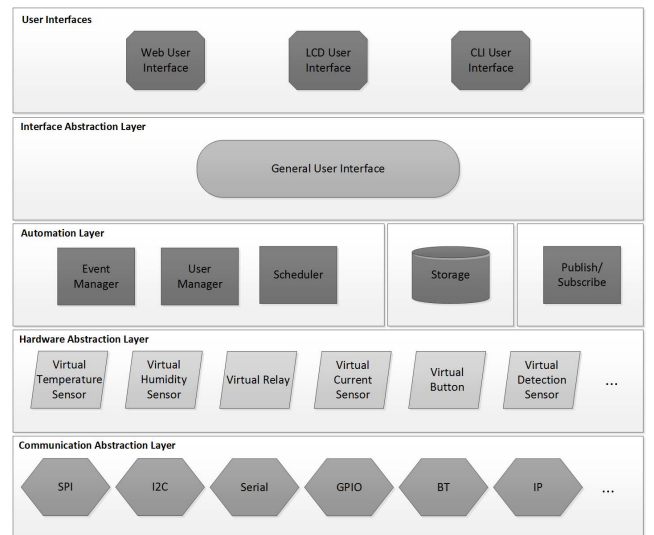 User Interfaces
Web User
Interface
LCD User
Interface
CLI User
Interface
Interface Abstraction Layer
General User Interface
Automation Layer
Event
Manager
User
Manager
Scheduler
Storage
Publish/
Subscribe
Hardware Abstraction Layer
Virtual
Temperature
Sensor
Virtual
Humidity
Sensor
Virtual Relay
Virtual
Current
Sensor
Virtual
Button
Virtual
Detection
Sensor
...
Communication Abstraction Layer
SPI
I2C
Serial
GPIO
BT
IP
...